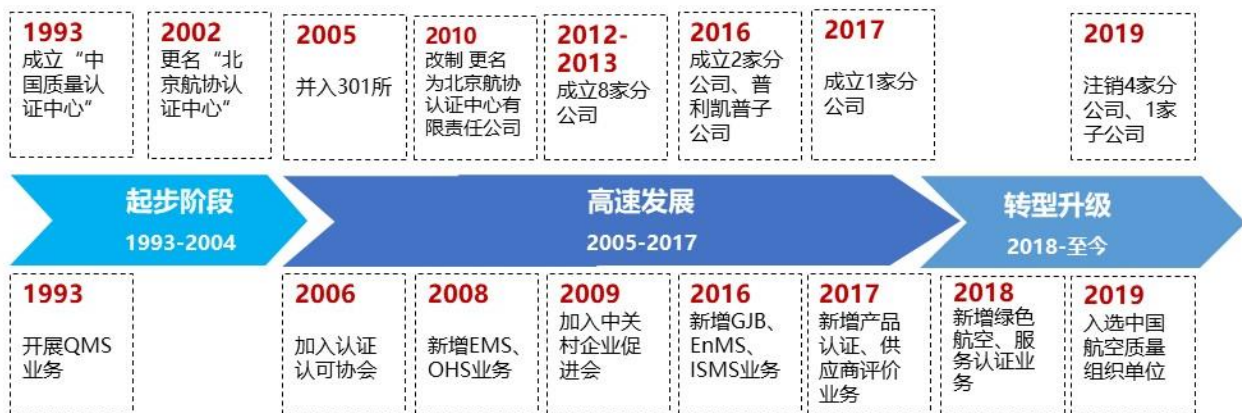 1993
成立“中
国质量认
证中心”
2002
更名“北
京航协认
证中心”
2005
并入301所
2010
改制 更名
为北京航协
认证中心有
限责任公司
2012-
2013
成立8家分
公司
2016
成立2家分
公司、普
利凯普子
公司
2017
成立1家分
公司
2019
注销4家分
公司、1家
子公司
起步阶段
1993-2004
高速发展
2005-2017
转型升级
2018-至今
1993
开展QMS
业务
2006
加入认证
认可协会
2008
新增EMS、
OHS业务
2009
加入中关
村企业促
进会
2016
新增GJB、
EnMS、
ISMS业务
2017
新增产品
认证、供
应商评价
业务
2018
新增绿色
航空、服
务认证业
务
2019
入选中国
航空质量
组织单位